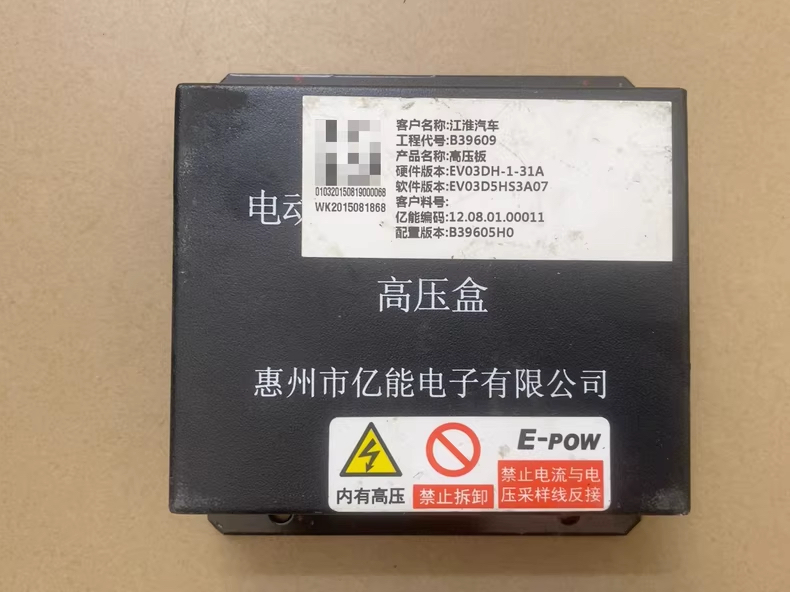 客户名称:江淮汽车
工程代号:B39609
产品名称:高压板
硬件版本:EV03DH-1-31A
软件版本:EV03D5HS3A07
客户料号:
亿能编码:12.08.01.00011
配置版本:B39605H0
010320150819000068
WK2015081868
电动
高压盒
惠州市亿能电子有限公司
E-POW
内有高压
禁止拆卸
禁止电流与电
压采样线反接